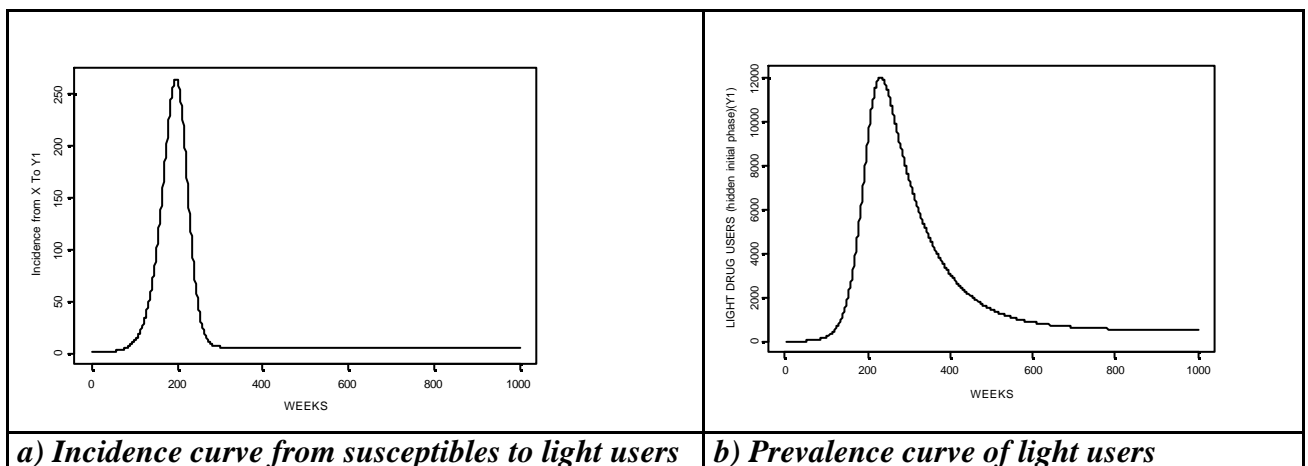 Incidence from X To Y1
250
200
150
100
50
0
0 200 400 600 800 1000
WEEKS
a) Incidence curve from susceptibles to light users
LIGHT DRUG USERS (hidden initial phase)(Y1)
12000
10000
8000
6000
4000
2000
0
0 200 400 600 800 1000
WEEKS
b) Prevalence curve of light users